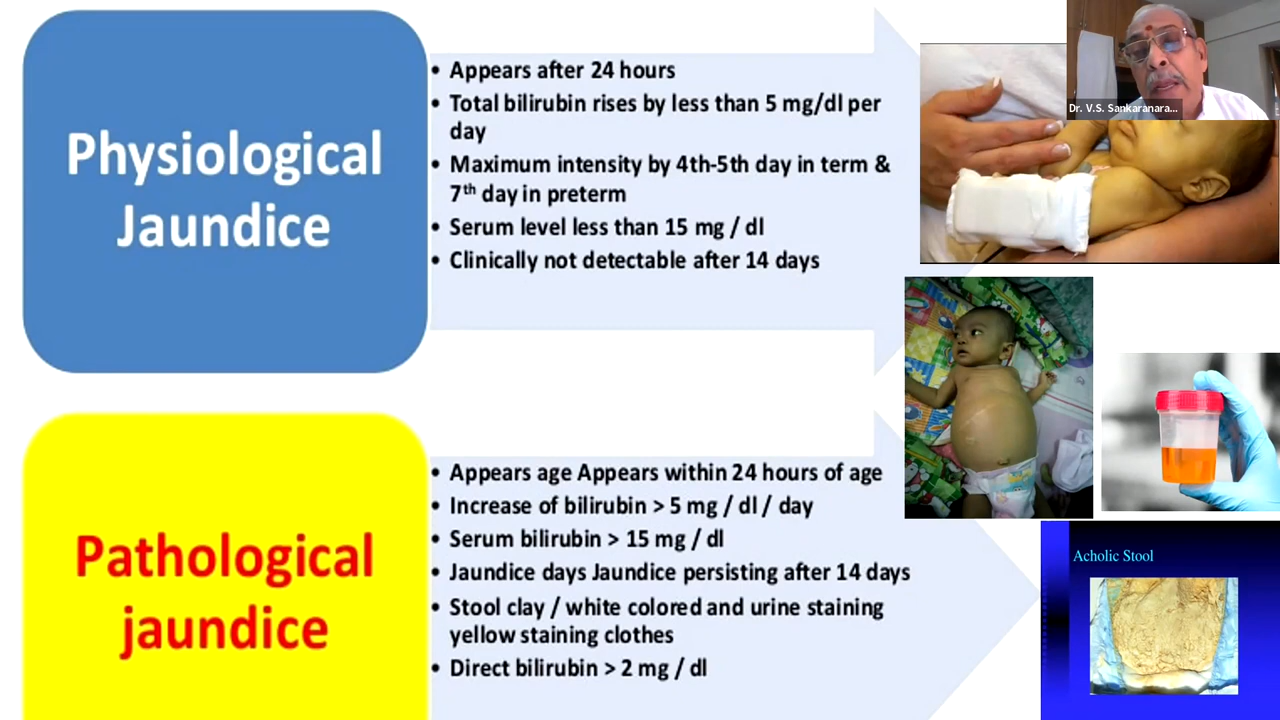 Physiological
Jaundice
• Appears after 24 hours
• Total bilirubin rises by less than 5 mg/dl per
day
• Maximum intensity by 4th-5th day in term &
7th day in preterm
• Serum level less than 15 mg / dl
• Clinically not detectable after 14 days
Dr. V.S. Sankaranara...
Pathological
jaundice
• Appears age Appears within 24 hours of age
• Increase of bilirubin > 5 mg / dl / day
• Serum bilirubin > 15 mg / dl
• Jaundice days Jaundice persisting after 14 days
• Stool clay / white colored and urine staining
yellow staining clothes
• Direct bilirubin > 2 mg / dl
Acholic Stool